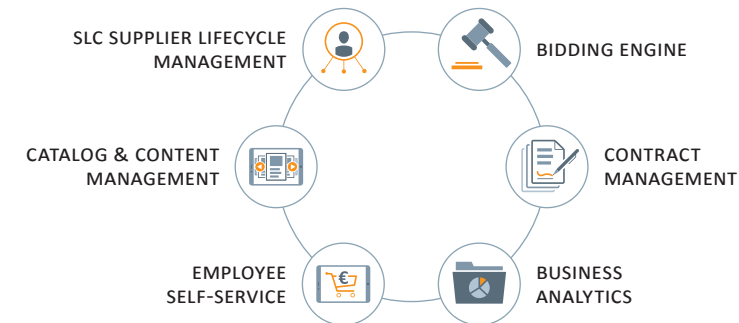 SLC SUPPLIER LIFECYCLE
MANAGEMENT
BIDDING ENGINE
CATALOG & CONTENT
MANAGEMENT
CONTRACT
MANAGEMENT
€
EMPLOYEE
SELF-SERVICE
BUSINESS
ANALYTICS